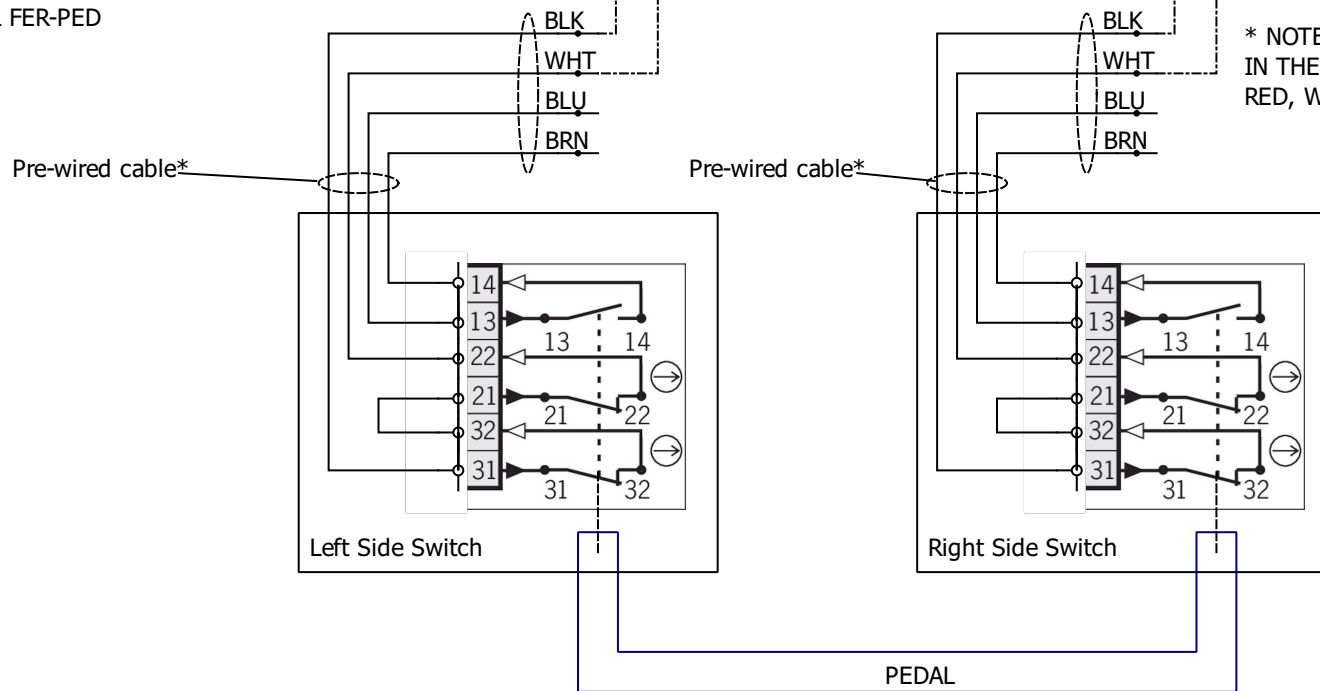 FER-PED
BLK
WHT
BLU
BRN
Pre-wired cable*
14
13
22
21
32
31
13 14
21 22
31 32
Left Side Switch
BLK
WHT
BLU
BRN
Pre-wired cable*
14
13
22
21
32
31
13 14
21 22
31 32
Right Side Switch
* NOTE
IN THE
RED, W
PEDAL